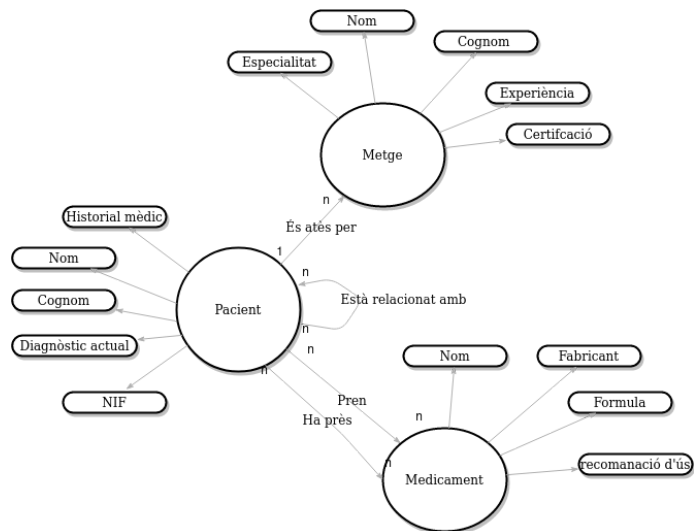 Nom
Cognom
Especialitat
Experiència
Certifcació
Metge
n
És atés per
1
Historial mèdic
Nom
Cognom
Diagnòstic actual
NIF
Pacient
n
Està relacionat amb
n
n
n
Pren
Ha près
n
n
Nom
Fabricant
Formula
recomanació d'ús
Medicament